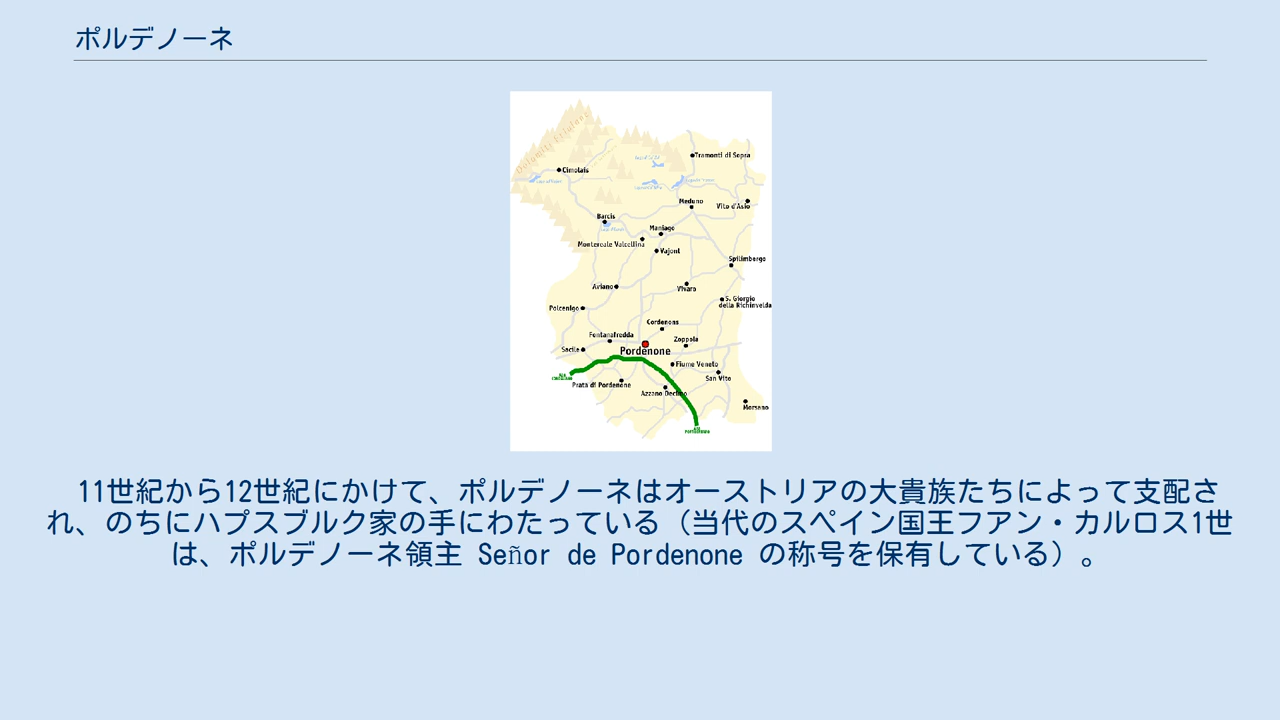 ポルデノーネ
Dolomiti Friulane
Tramonti di Sopra
Cimolais
Meduno
Vito d'Asio
Barcis
Maniago
Montereale Valcellina
Vajont
Spilimbergo
Aviano
Vivaro
S. Giorgio
della Richinvelda
Polcenigo
Cordenons
Fontanafredda
Zoppola
Sacile
Pordenone
Fiume Veneto
San Vito
Prata di Pordenone
Azzano Decimo
Morsano
11世紀から12世紀にかけて、ポルデノーネはオーストリアの大貴族たちによって支配さ
れ、のちにハプスブルク家の手にわたっている（当代のスペイン国王フアン・カルロス1世
は、ポルデノーネ領主 Señor de Pordenone の称号を保有している）。